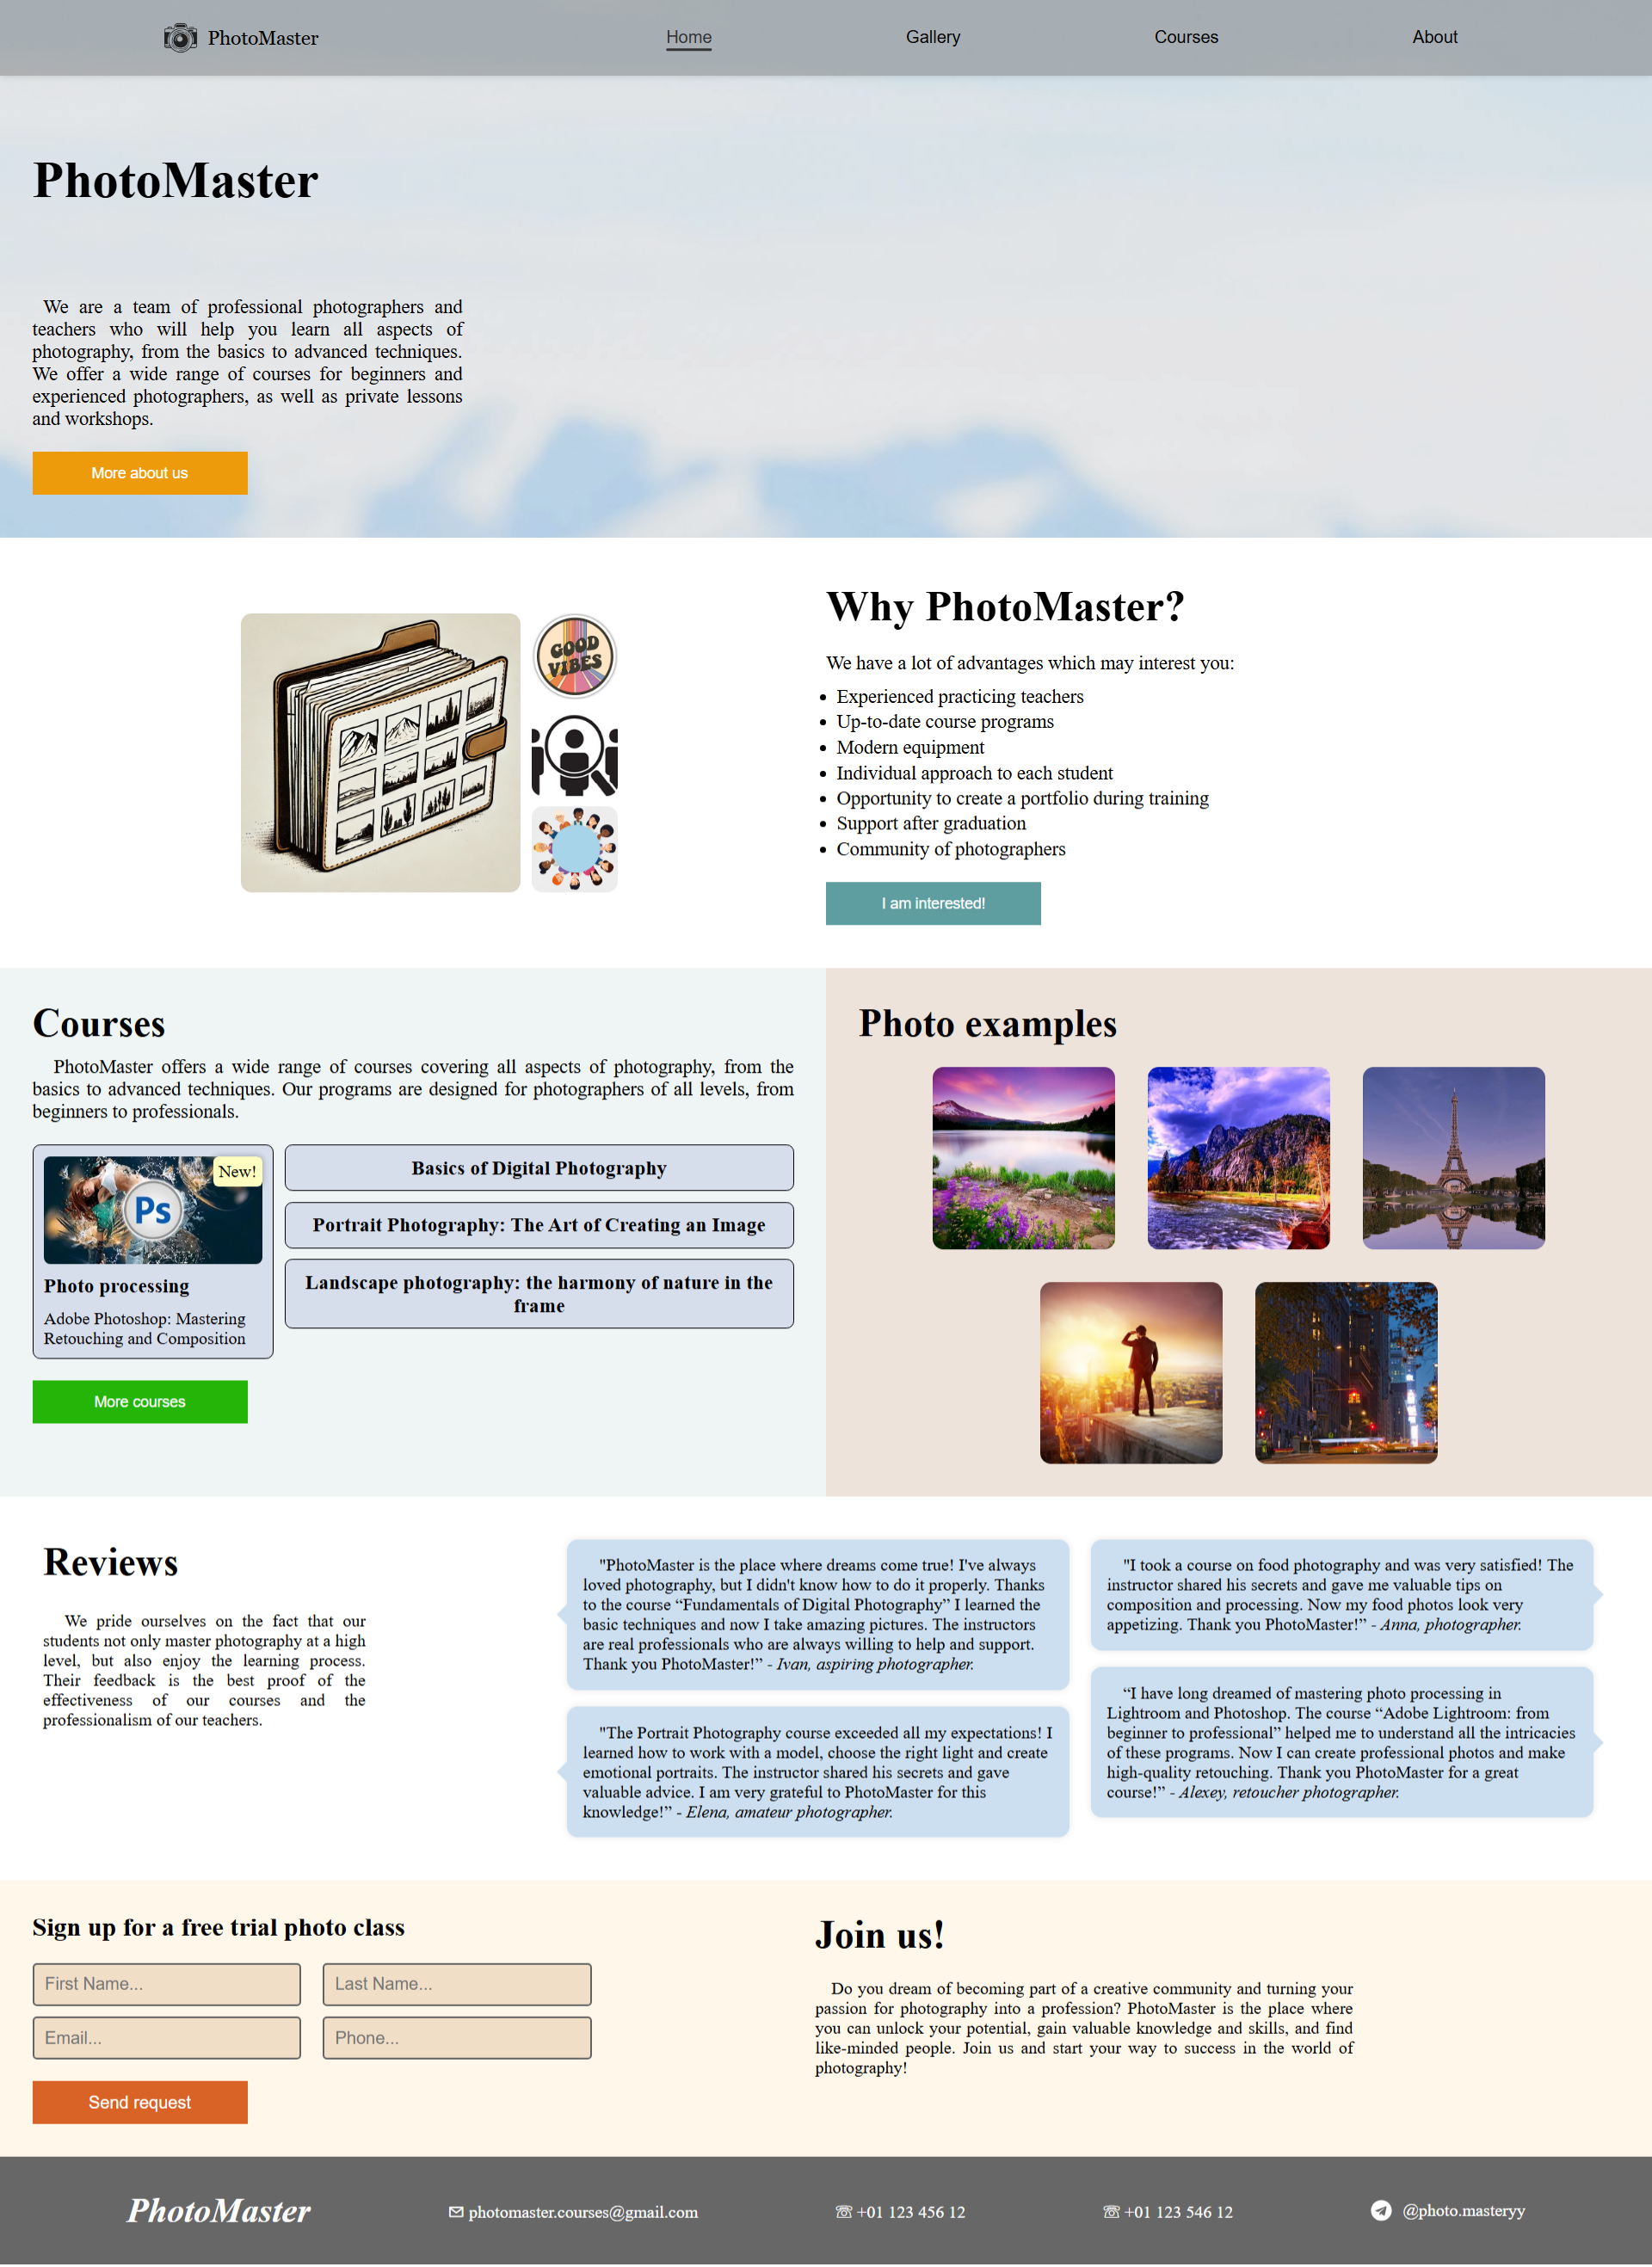 PhotoMaster
Home
Gallery
Courses
About
PhotoMaster
We are a team of professional photographers and
teachers who will help you learn all aspects of
photography, from the basics to advanced techniques.
We offer a wide range of courses for beginners and
experienced photographers, as well as private lessons
and workshops.
More about us
GOOD
VIBES
Why PhotoMaster?
We have a lot of advantages which may interest you:
• Experienced practicing teachers
• Up-to-date course programs
• Modern equipment
• Individual approach to each student
• Opportunity to create a portfolio during training
• Support after graduation
• Community of photographers
I am interested!
Courses
PhotoMaster offers a wide range of courses covering all aspects of photography, from the
basics to advanced techniques. Our programs are designed for photographers of all levels, from
beginners to professionals.
New!
Ps
Photo processing
Adobe Photoshop: Mastering
Retouching and Composition
Basics of Digital Photography
Portrait Photography: The Art of Creating an Image
Landscape photography: the harmony of nature in the
frame
More courses
Photo examples
Reviews
We pride ourselves on the fact that our
students not only master photography at a high
level, but also enjoy the learning process.
Their feedback is the best proof of the
effectiveness of our courses and the
professionalism of our teachers.
"PhotoMaster is the place where dreams come true! I've always
loved photography, but I didn't know how to do it properly. Thanks
to the course “Fundamentals of Digital Photography” I learned the
basic techniques and now I take amazing pictures. The instructors
are real professionals who are always willing to help and support.
Thank you PhotoMaster!” - Ivan, aspiring photographer.
"The Portrait Photography course exceeded all my expectations! I
learned how to work with a model, choose the right light and create
emotional portraits. The instructor shared his secrets and gave
valuable advice. I am very grateful to PhotoMaster for this
knowledge!” - Elena, amateur photographer.
"I took a course on food photography and was very satisfied! The
instructor shared his secrets and gave me valuable tips on
composition and processing. Now my food photos look very
appetizing. Thank you PhotoMaster!” - Anna, photographer.
“I have long dreamed of mastering photo processing in
Lightroom and Photoshop. The course “Adobe Lightroom: from
beginner to professional” helped me to understand all the intricacies
of these programs. Now I can create professional photos and make
high-quality retouching. Thank you PhotoMaster for a great
course!” - Alexey, retoucher photographer.
Sign up for a free trial photo class
First Name...
Last Name...
Email...
Phone...
Send request
Join us!
Do you dream of becoming part of a creative community and turning your
passion for photography into a profession? PhotoMaster is the place where
you can unlock your potential, gain valuable knowledge and skills, and find
like-minded people. Join us and start your way to success in the world of
photography!
PhotoMaster
🖂 photomaster.courses@gmail.com
☏ +01 123 456 12
☏ +01 123 546 12
@photo.masteryy